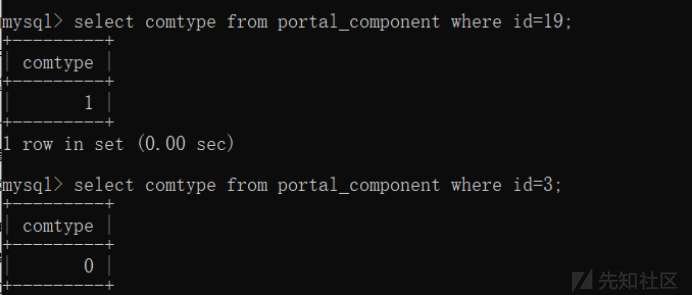 mysql> select comtype from portal_component where id=19;
+---------+
| comtype |
+---------+
|       1 |
+---------+
1 row in set (0.00 sec)
mysql> select comtype from portal_component where id=3;
+---------+
| comtype |
+---------+
|       0 |
+---------+
先知社区